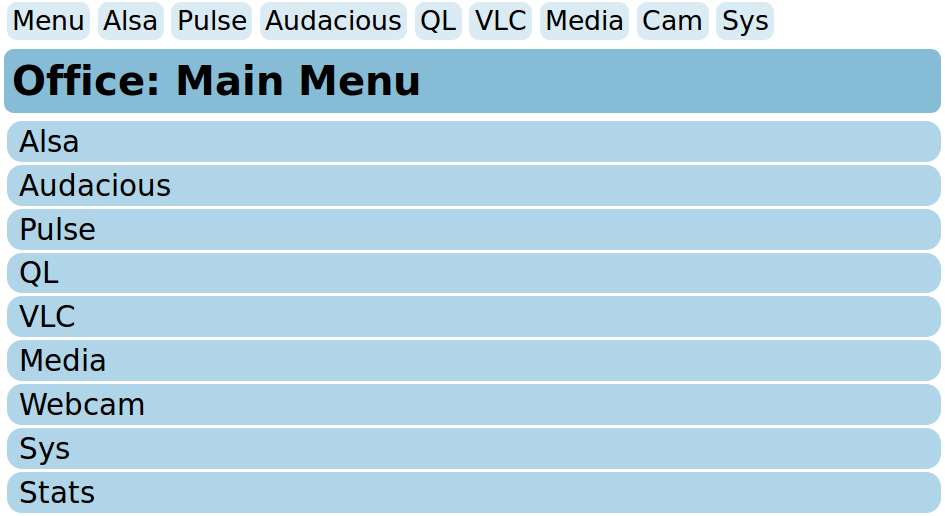 Menu Alsa Pulse Audacious QL VLC Media Cam Sys
Office: Main Menu
Alsa
Audacious
Pulse
QL
VLC
Media
Webcam
Sys
Stats